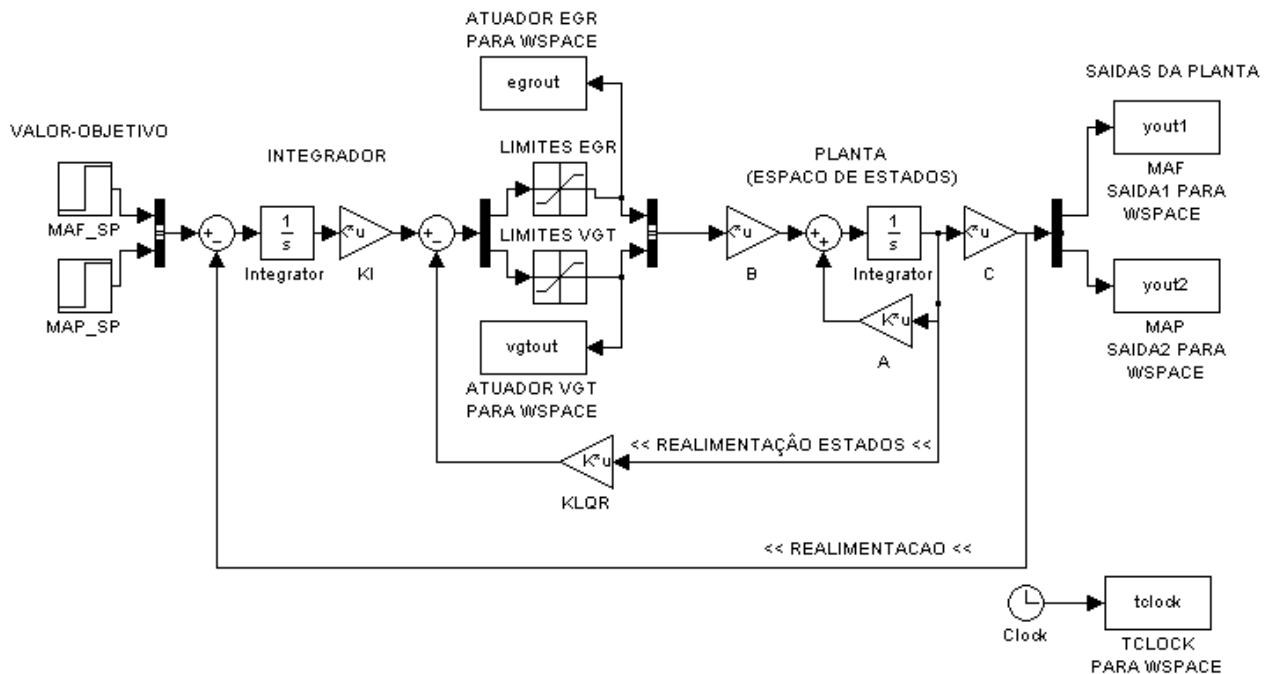 ATUADOR EGR
PARA WSPACE
egrout
SAIDAS DA PLANTA
yout1
MAF
SAIDA1 PARA
WSPACE
VALOR-OBJETIVO
MAF_SP
MAP_SP
INTEGRADOR
+
−
1
s
Integrator
K*u
KI
+
−
LIMITES EGR
LIMITES VGT
vgtout
ATUADOR VGT
PARA WSPACE
PLANTA
(ESPACO DE ESTADOS)
K*u
B
+
+
1
s
Integrator
K*u
C
K*u
A
yout2
MAP
SAIDA2 PARA
WSPACE
<< REALIMENTAÇÂO ESTADOS <<
K*u
KLQR
<< REALIMENTACAO <<
Clock
tclock
TCLOCK
PARA WSPACE